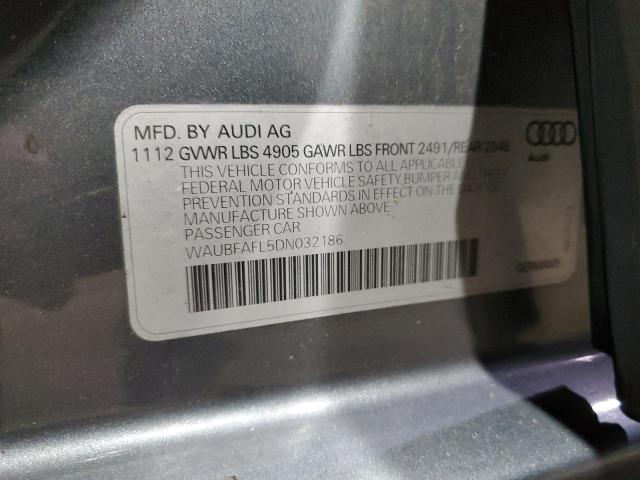 MFD. BY AUDI AG
1112 GVWR LBS 4905 GAWR LBS FRONT 2491/REAR 2546
THIS VEHICLE CONFORMS TO ALL APPLICABLE
FEDERAL MOTOR VEHICLE SAFETY, BUMPER AND THEFT
PREVENTION STANDARDS IN EFFECT ON THE DATE OF
MANUFACTURE SHOWN ABOVE
PASSENGER CAR
WAUBFAFL5DN032186
Audi
GERMANY